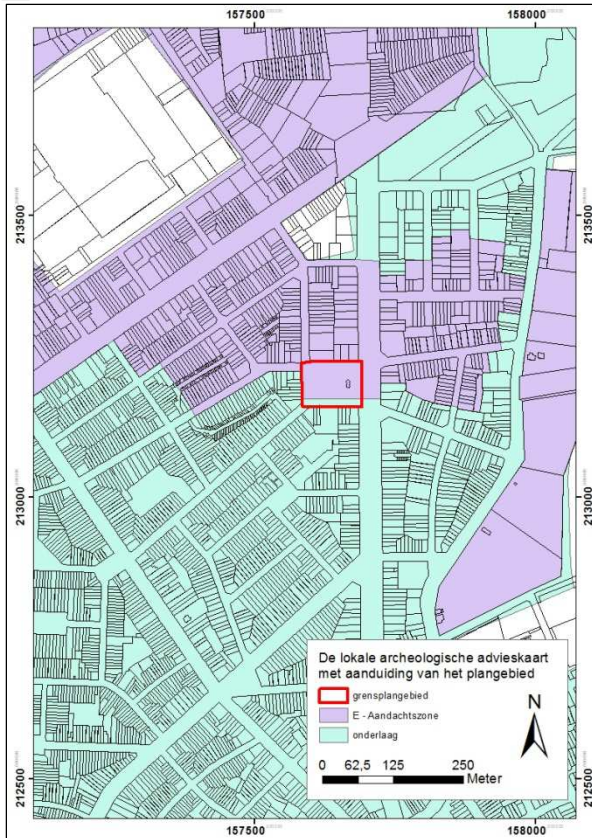 157500
158000
213500
213500
213000
213000
212500
212500
De lokale archeologische advieskaart
met aanduiding van het plangebied
grensplangebied
E - Aandachtszone
onderlaag
N
0 62,5 125 250
Meter
157500
158000